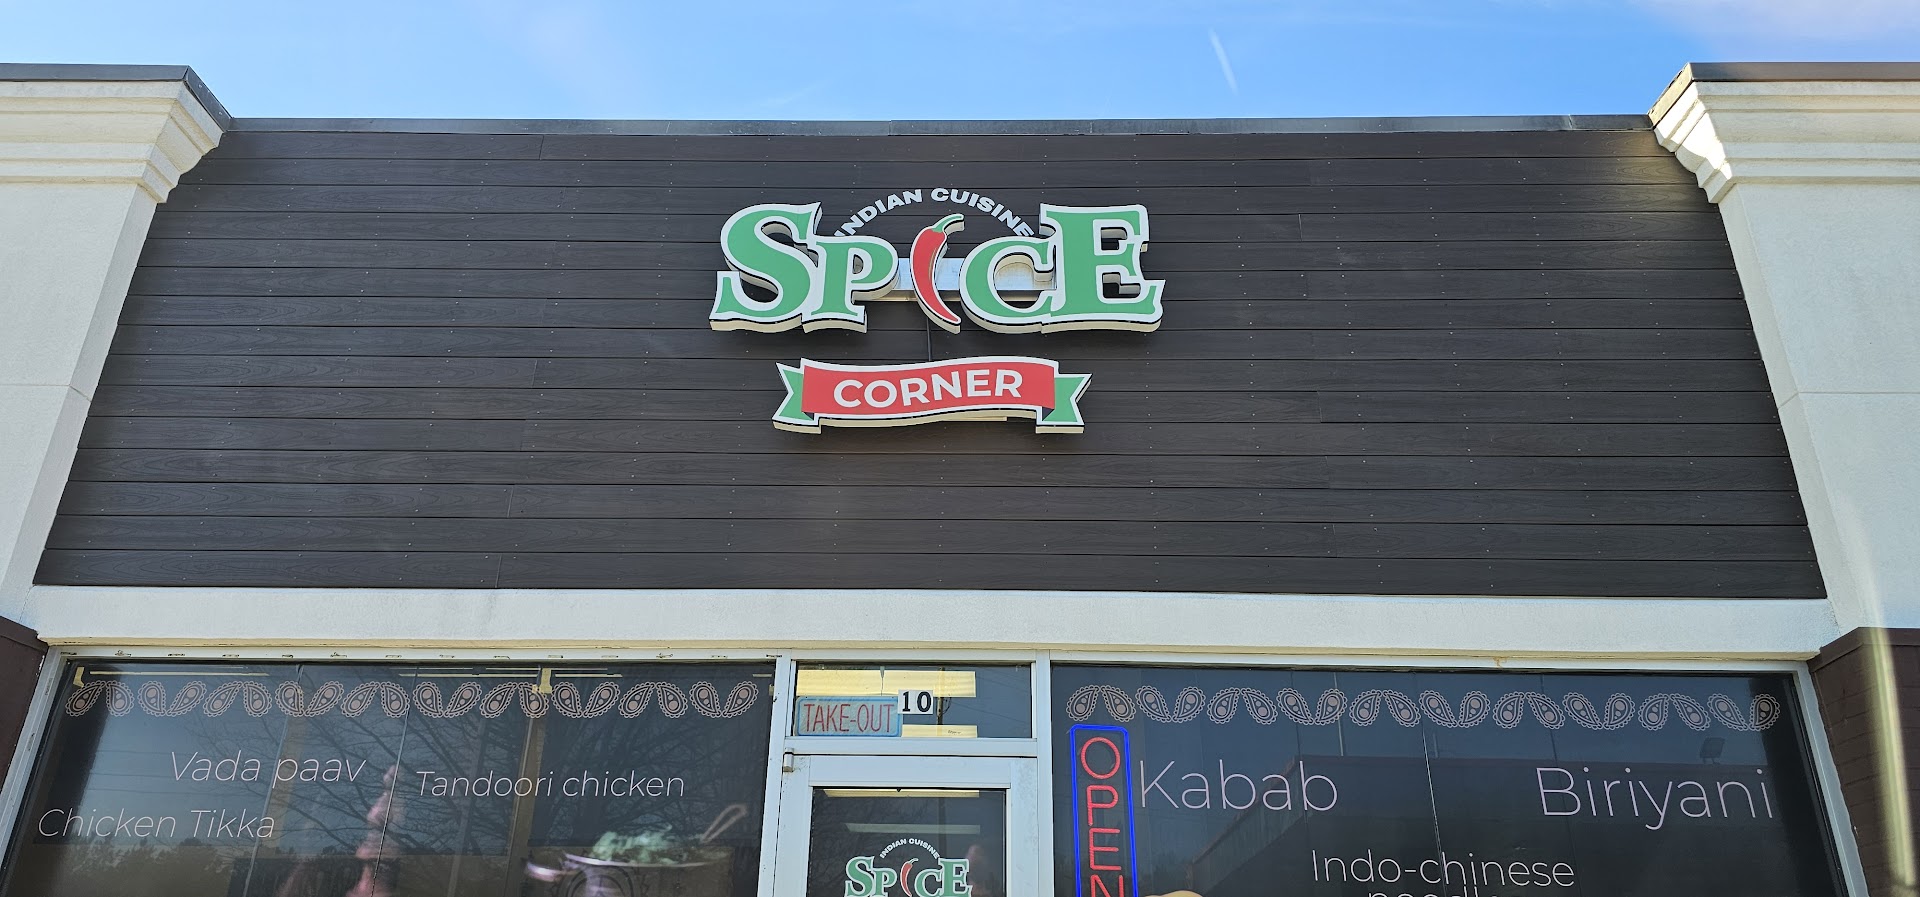 INDIAN CUISINE
SPICE
CORNER
TAKE-OUT
10
Vada paav
Tandoori chicken
Chicken Tikka
OPEN
Kabab
Biriyani
Indo-chinese
INDIAN CUISINE
SPICE